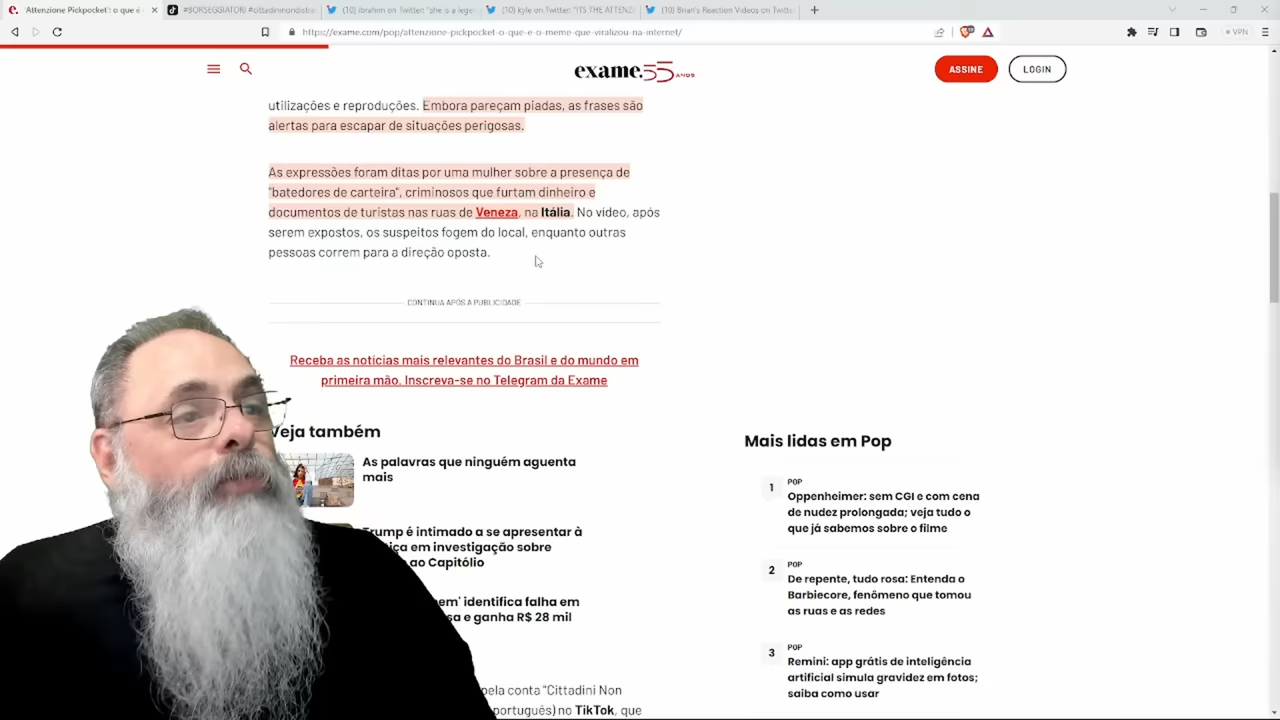 Attenzione Pickpocket': o que é
#BORSEGGIATORI #cittadininondistra
(10) ibrahim on Twitter: "she is a legen
(10) kyle on Twitter: "ITS THE ATTENZ
(10) Brian's Reaction Videos on Twitte
https://exame.com/pop/attenzione-pickpocket-o-que-e-o-meme-que-viralizou-na-internet/
VPN
exame.55 ANOS
ASSINE
LOGIN
utilizações e reproduções. Embora pareçam piadas, as frases são
alertas para escapar de situações perigosas.
As expressões foram ditas por uma mulher sobre a presença de
"batedores de carteira", criminosos que furtam dinheiro e
documentos de turistas nas ruas de Veneza, na Itália. No vídeo, após
serem expostos, os suspeitos fogem do local, enquanto outras
pessoas correm para a direção oposta.
CONTINUA APÓS A PUBLICIDADE
Receba as notícias mais relevantes do Brasil e do mundo em
primeira mão. Inscreva-se no Telegram da Exame
Veja também
As palavras que ninguém aguenta
mais
Trump é intimado a se apresentar à
iça em investigação sobre
ao Capitólio
em' identifica falha em
sa e ganha R$ 28 mil
pela conta "Cittadini Non
português) no TikTok, que
Mais lidas em Pop
1
POP
Oppenheimer: sem CGI e com cena
de nudez prolongada; veja tudo o
que já sabemos sobre o filme
2
POP
De repente, tudo rosa: Entenda o
Barbiecore, fenômeno que tomou
as ruas e as redes
3
POP
Remini: app grátis de inteligência
artificial simula gravidez em fotos;
saiba como usar